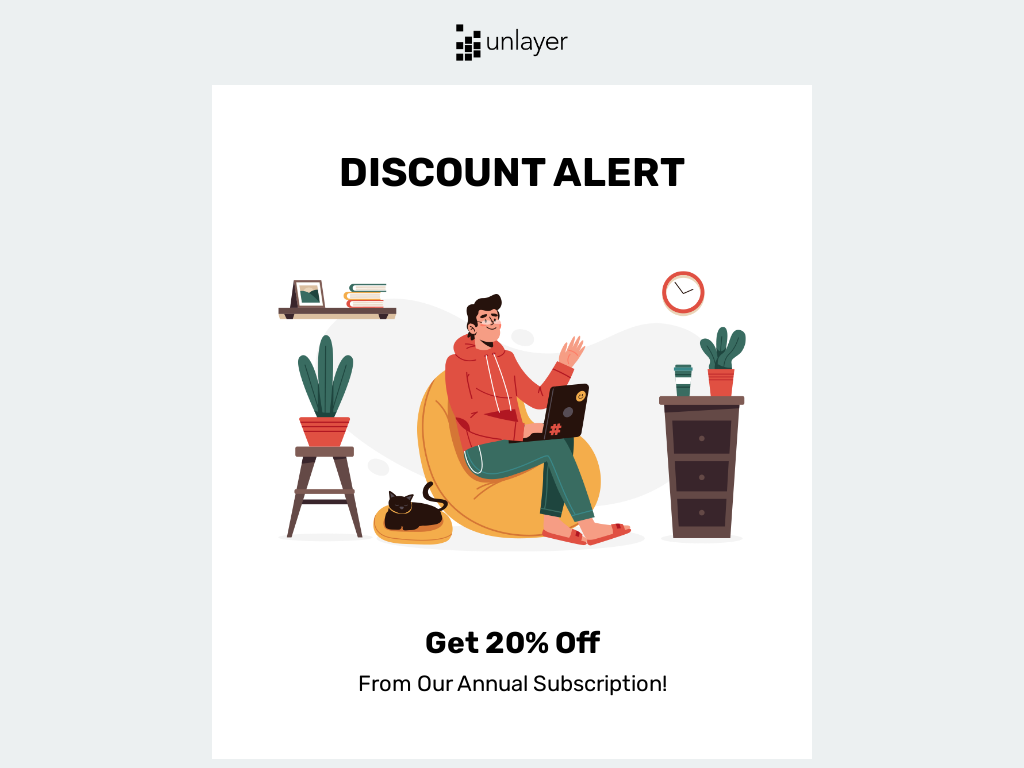 unlayer
DISCOUNT ALERT
#
Get 20% Off
From Our Annual Subscription!